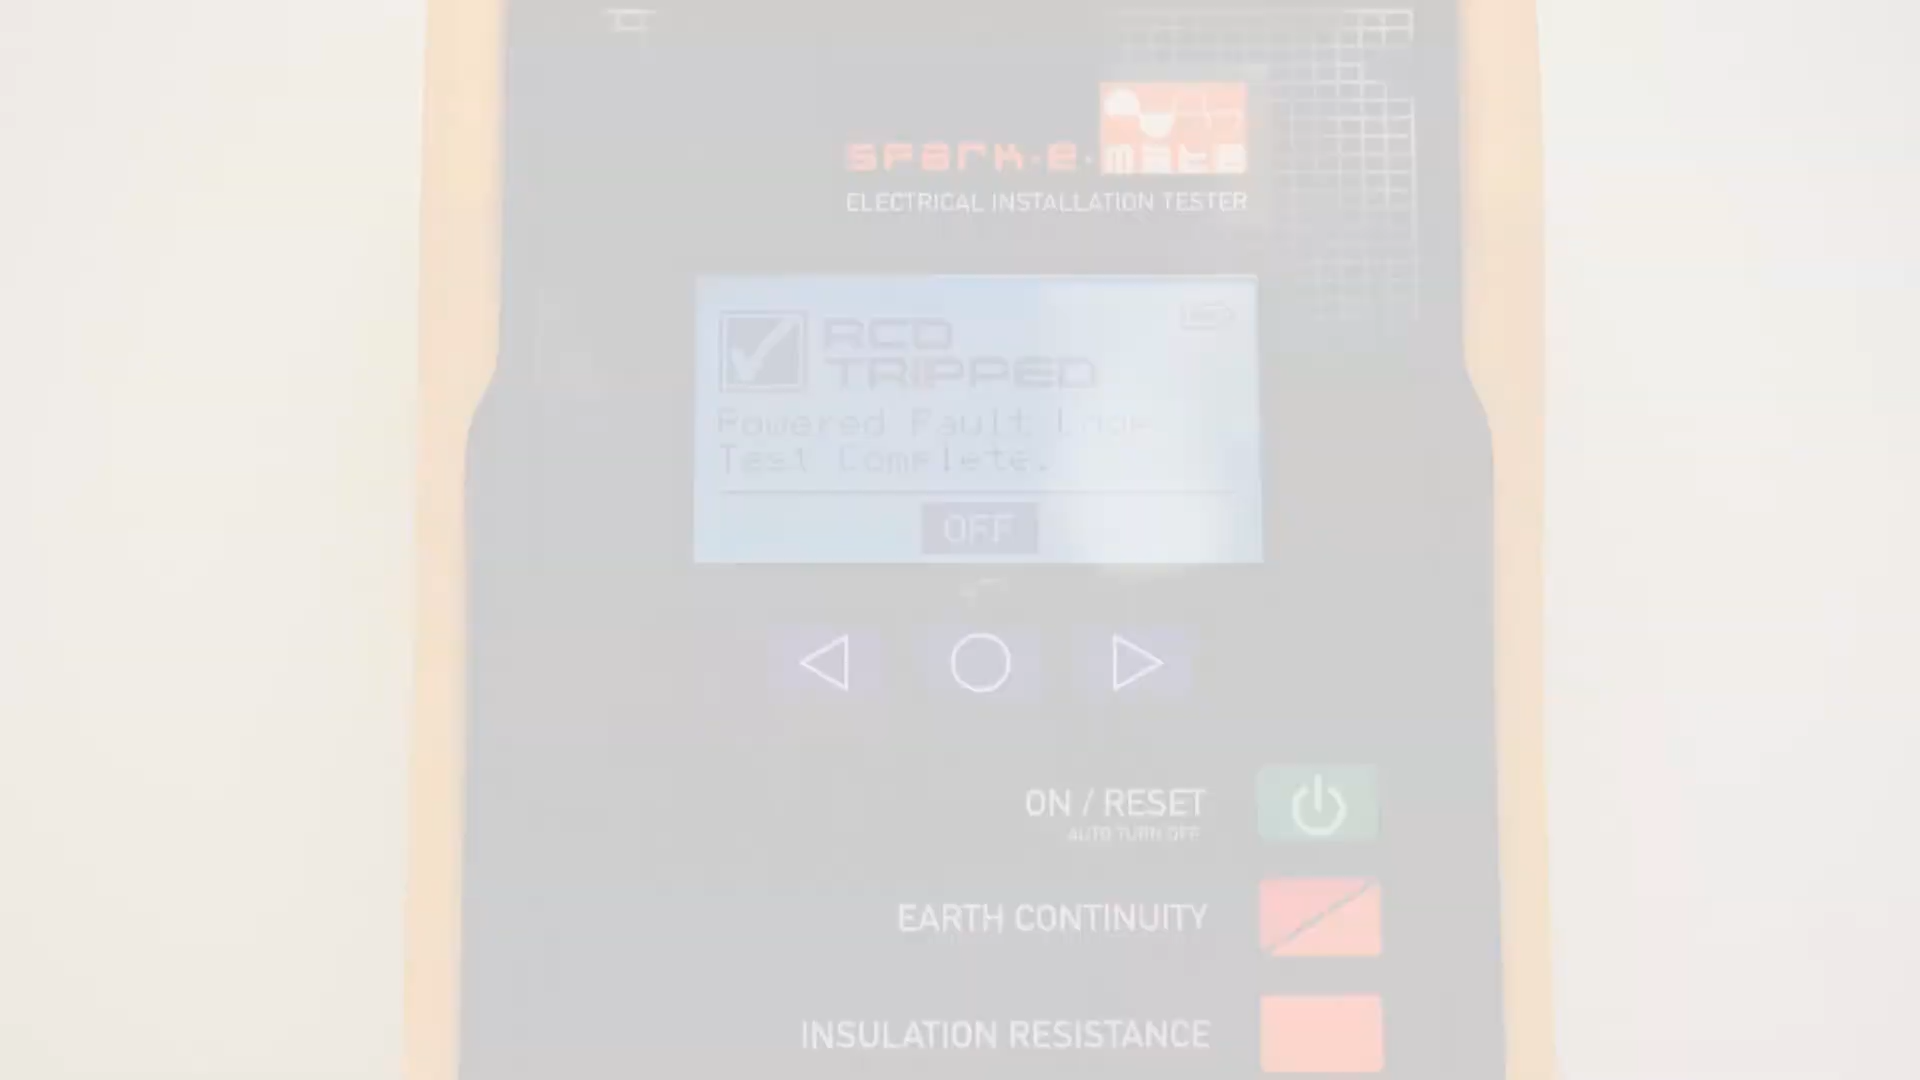 spark·e·mate
ELECTRICAL INSTALLATION TESTER
RCD
TRIPPED
Powered Fault Loop
Test Complete.
OFF
ON / RESET
AUTO TURN OFF
EARTH CONTINUITY
INSULATION RESISTANCE